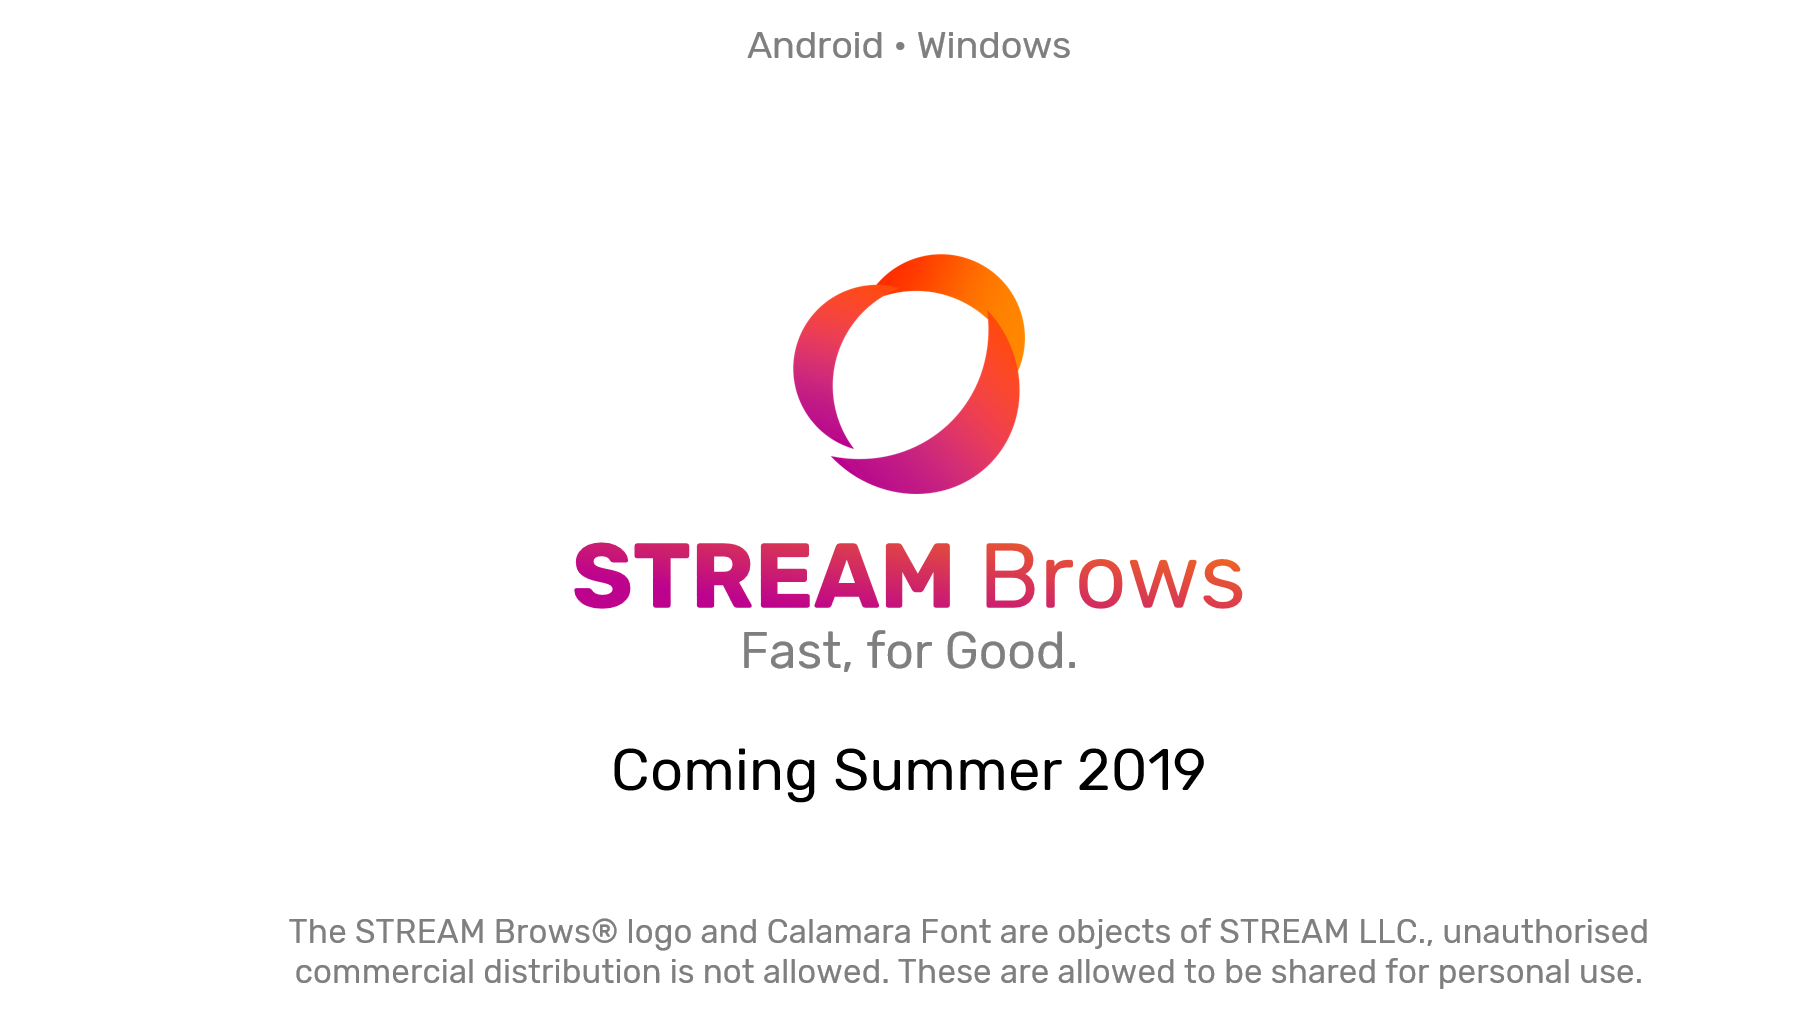 Android • Windows
STREAM Brows
Fast, for Good.
Coming Summer 2019
The STREAM Brows® logo and Calamara Font are objects of STREAM LLC., unauthorised
commercial distribution is not allowed. These are allowed to be shared for personal use.